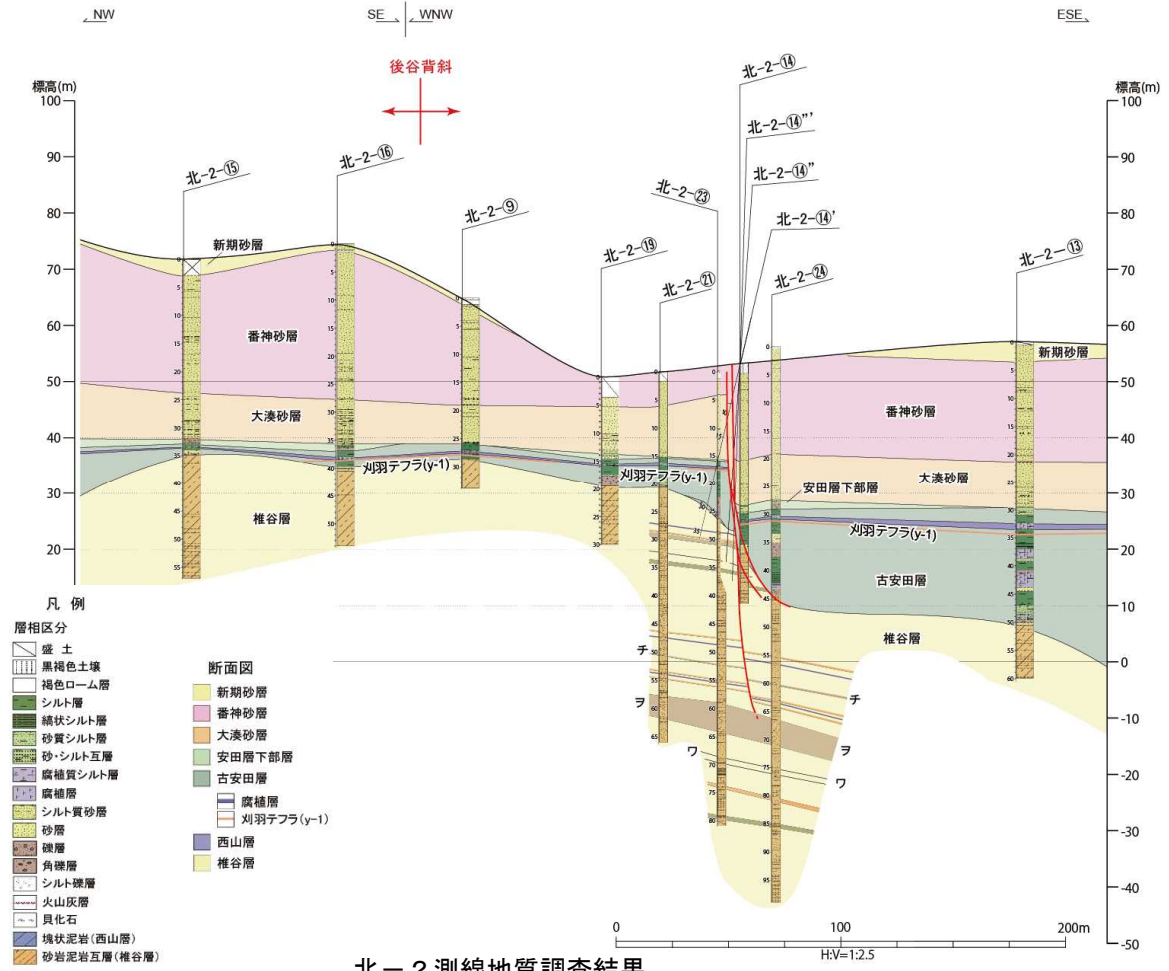 NW
SE
WNW
ESE
後谷背斜
標高(m)
標高(m)
100
90
80
70
60
50
40
30
20
100
90
80
70
60
50
40
30
20
10
0
-10
-20
-30
-40
-50
北-2-⑮
北-2-⑯
北-2-⑨
北-2-⑲
北-2-㉑
北-2-㉓
北-2-⑭
北-2-⑭"'
北-2-⑭"
北-2-⑭'
北-2-㉔
北-2-⑬
新期砂層
番神砂層
大湊砂層
刈羽テフラ(y-1)
椎谷層
刈羽テフラ(y-1)
新期砂層
番神砂層
大湊砂層
安田層下部層
刈羽テフラ(y-1)
古安田層
椎谷層
チ
ヲ
ワ
チ
ヲ
ワ
凡 例
層相区分
盛 土
黒褐色土壌
褐色ローム層
シルト層
縞状シルト層
砂質シルト層
砂・シルト互層
腐植質シルト層
腐植層
シルト質砂層
砂層
礫層
角礫層
シルト礫層
火山灰層
貝化石
塊状泥岩(西山層)
砂岩泥岩互層(椎谷層)
断面図
新期砂層
番神砂層
大湊砂層
安田層下部層
古安田層
腐植層
刈羽テフラ(y-1)
西山層
椎谷層
0
100
200m
H:V=1:2.5
北－2測線地質調査結果